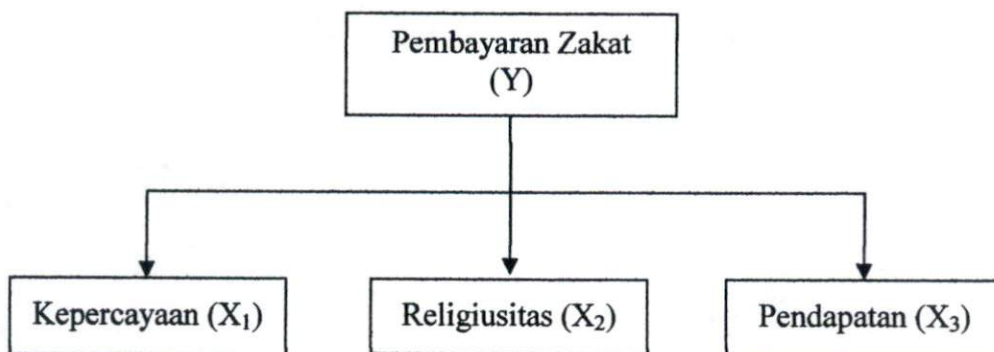 Pembayaran Zakat
(Y)
Kepercayaan (X₁)
Religiusitas (X₂)
Pendapatan (X₃)